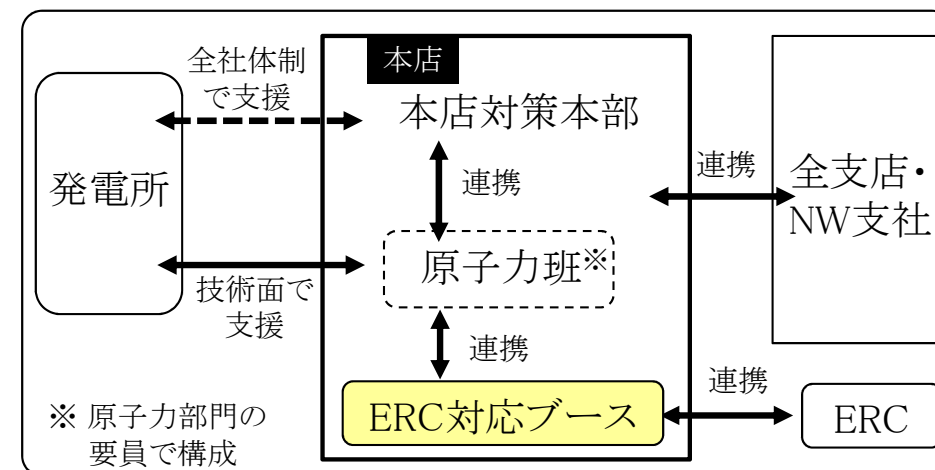 全社体制
で支援
本店
本店対策本部
発電所
連携
連携
全支店・
NW支社
原子力班※
技術面で
支援
連携
ERC対応ブース
連携
ERC
※ 原子力部門の
要員で構成